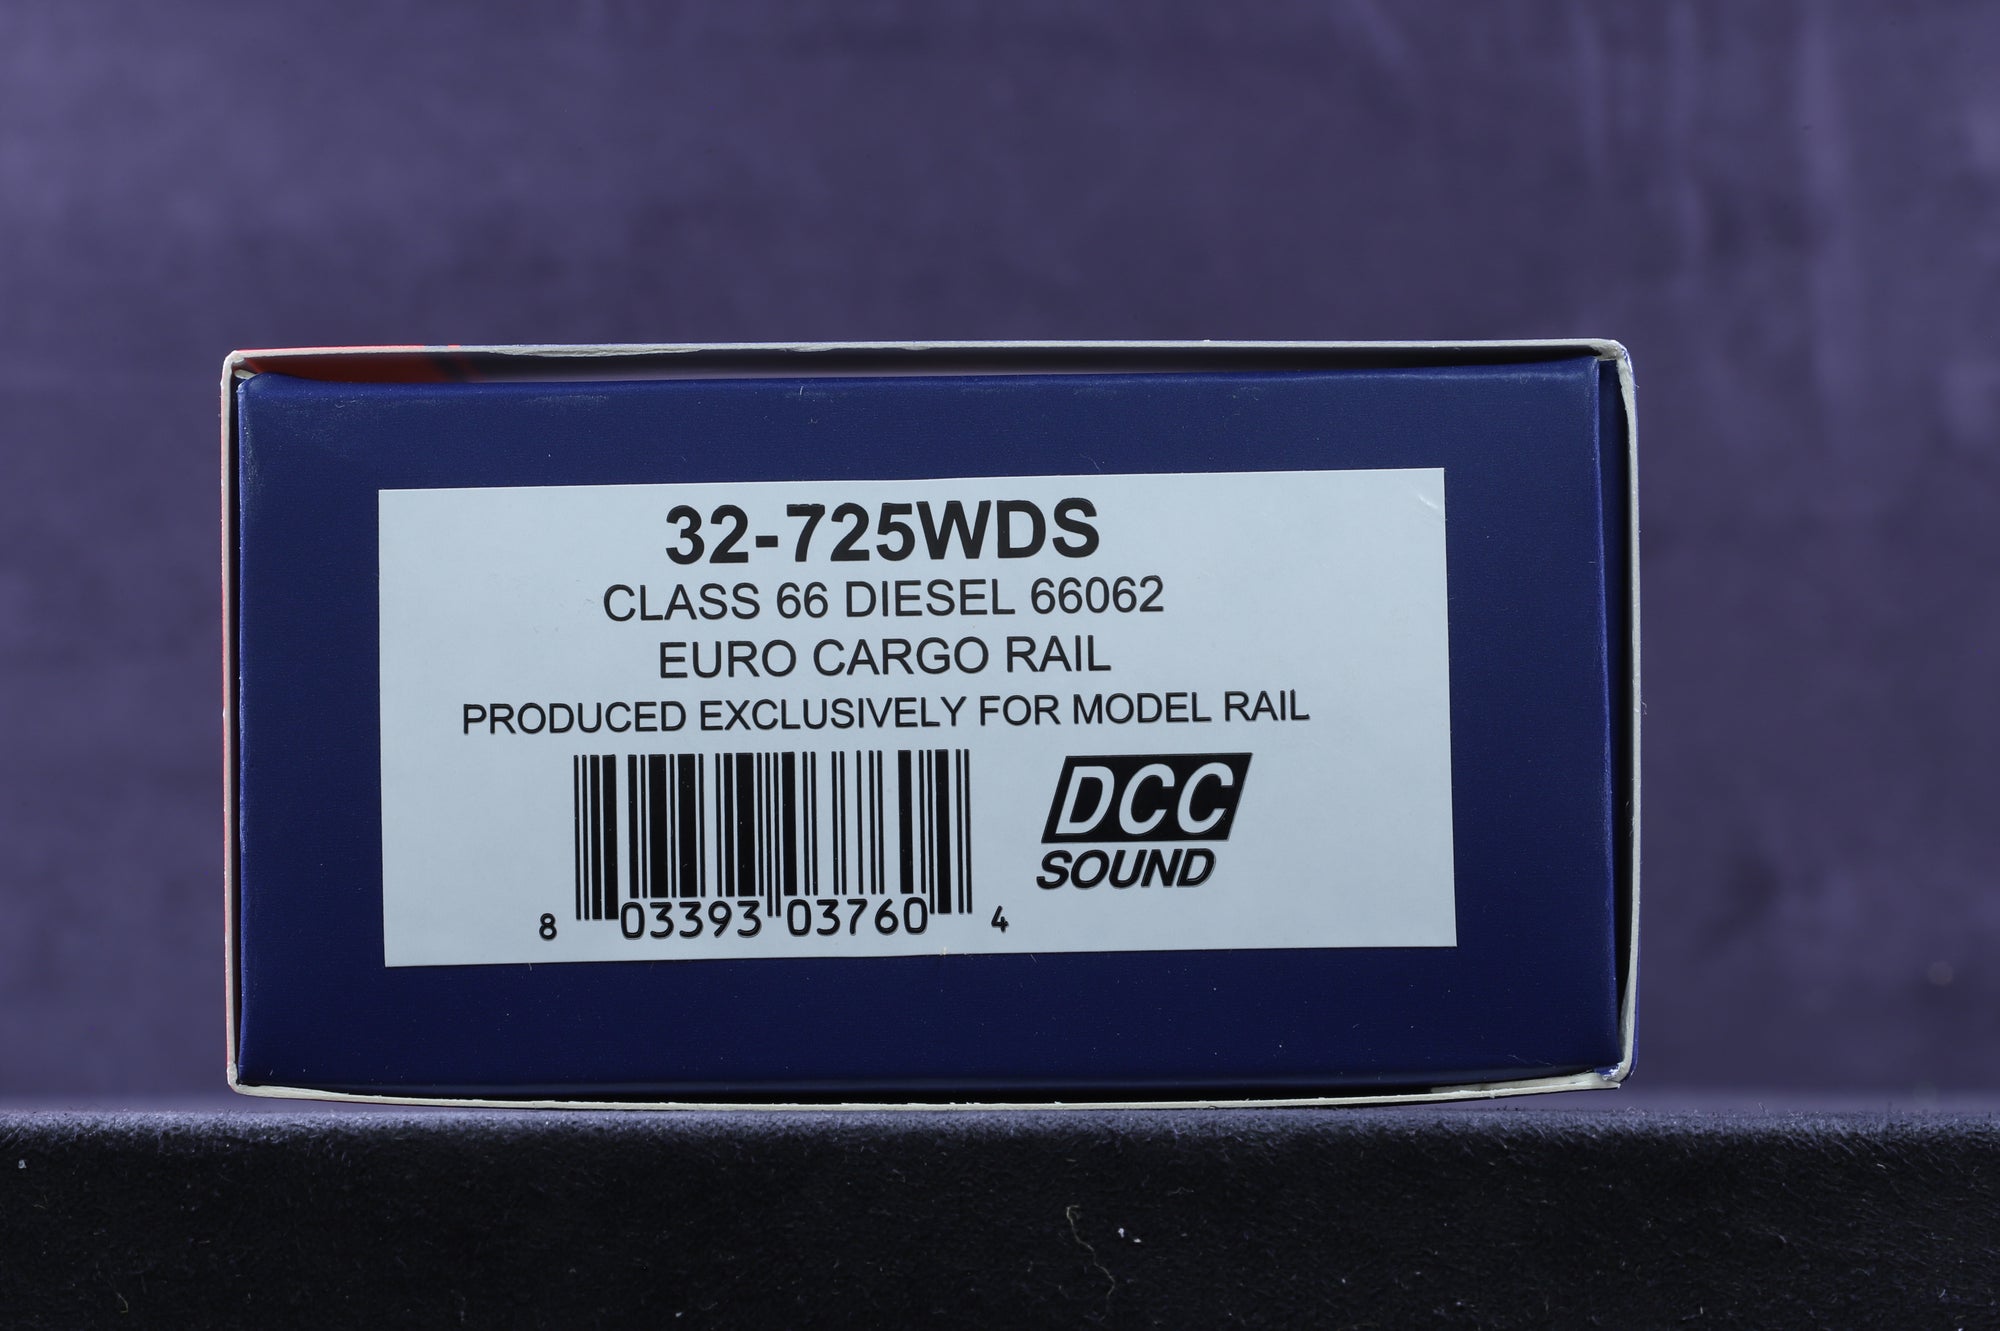 32-725WDS
CLASS 66 DIESEL 66062
EURO CARGO RAIL
PRODUCED EXCLUSIVELY FOR MODEL RAIL
DCC
SOUND
8 03393 03760 4